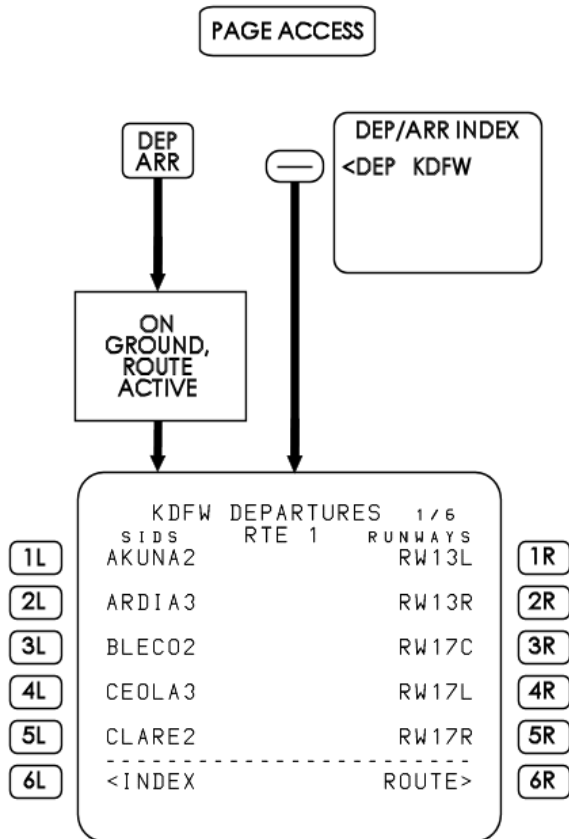 PAGE ACCESS
DEP
ARR
DEP/ARR INDEX
<DEP KDFW
ON
GROUND,
ROUTE
ACTIVE
KDFW DEPARTURES 1/6
SIDS RTE 1 RUNWAYS
1L AKUNA2 RW13L 1R
2L ARDIA3 RW13R 2R
3L BLECO2 RW17C 3R
4L CEOLA3 RW17L 4R
5L CLARE2 RW17R 5R
6L <INDEX ROUTE> 6R